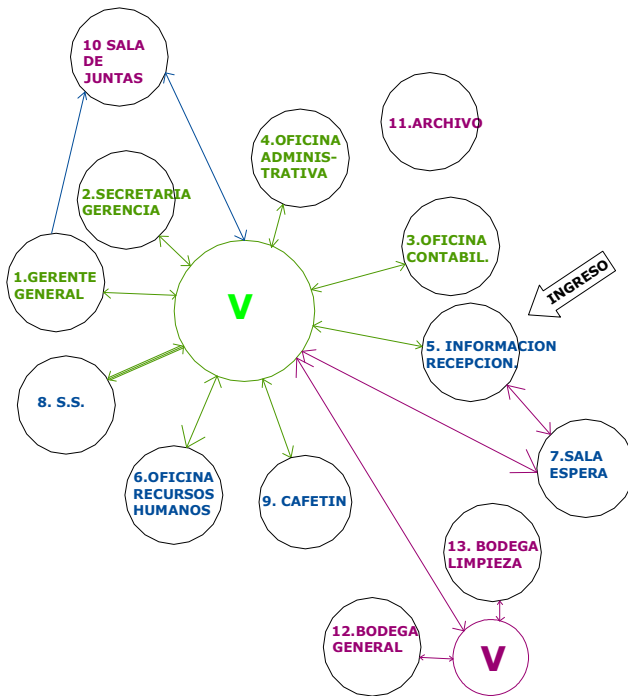 10 SALA
DE
JUNTAS
11.ARCHIVO
4.OFICINA
ADMINIS-
TRATIVA
2.SECRETARIA
GERENCIA
3.OFICINA
CONTABIL.
1.GERENTE
GENERAL
V
INGRESO
5. INFORMACION
RECEPCION.
8. S.S.
7.SALA
ESPERA
6.OFICINA
RECURSOS
HUMANOS
9. CAFETIN
13. BODEGA
LIMPIEZA
12.BODEGA
GENERAL
V